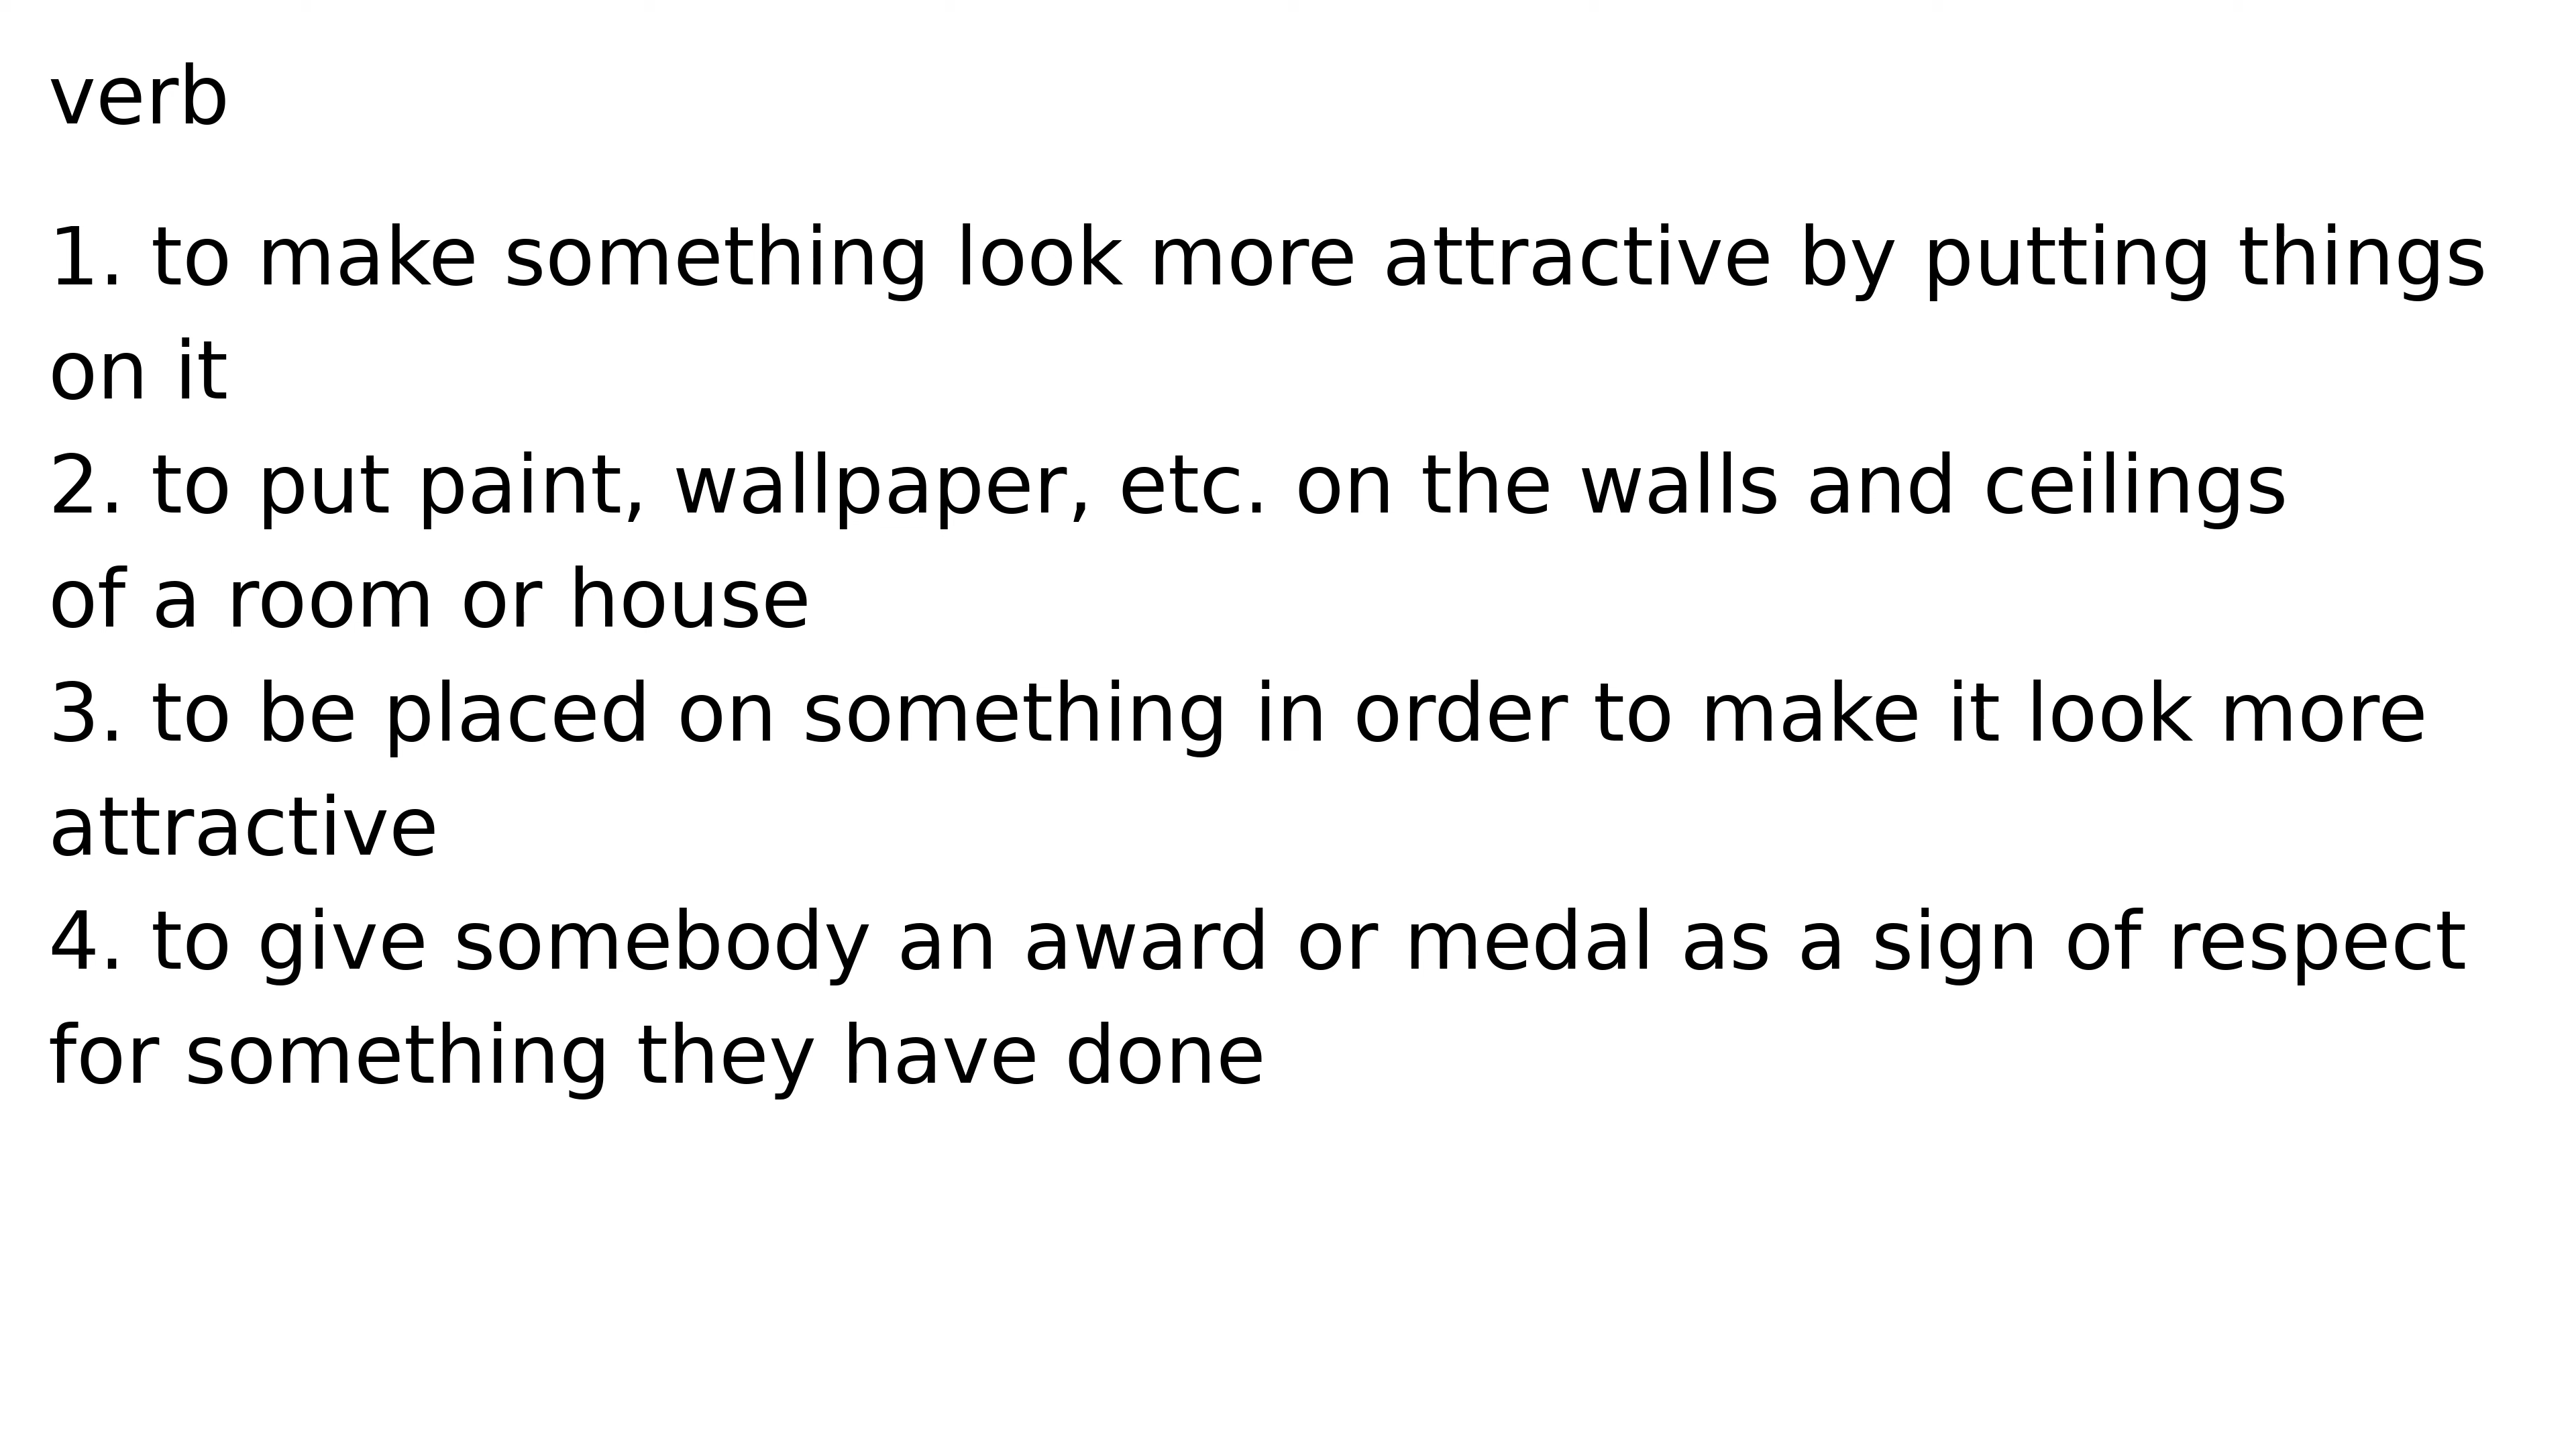 verb
1. to make something look more attractive by putting things
on it
2. to put paint, wallpaper, etc. on the walls and ceilings
of a room or house
3. to be placed on something in order to make it look more
attractive
4. to give somebody an award or medal as a sign of respect
for something they have done